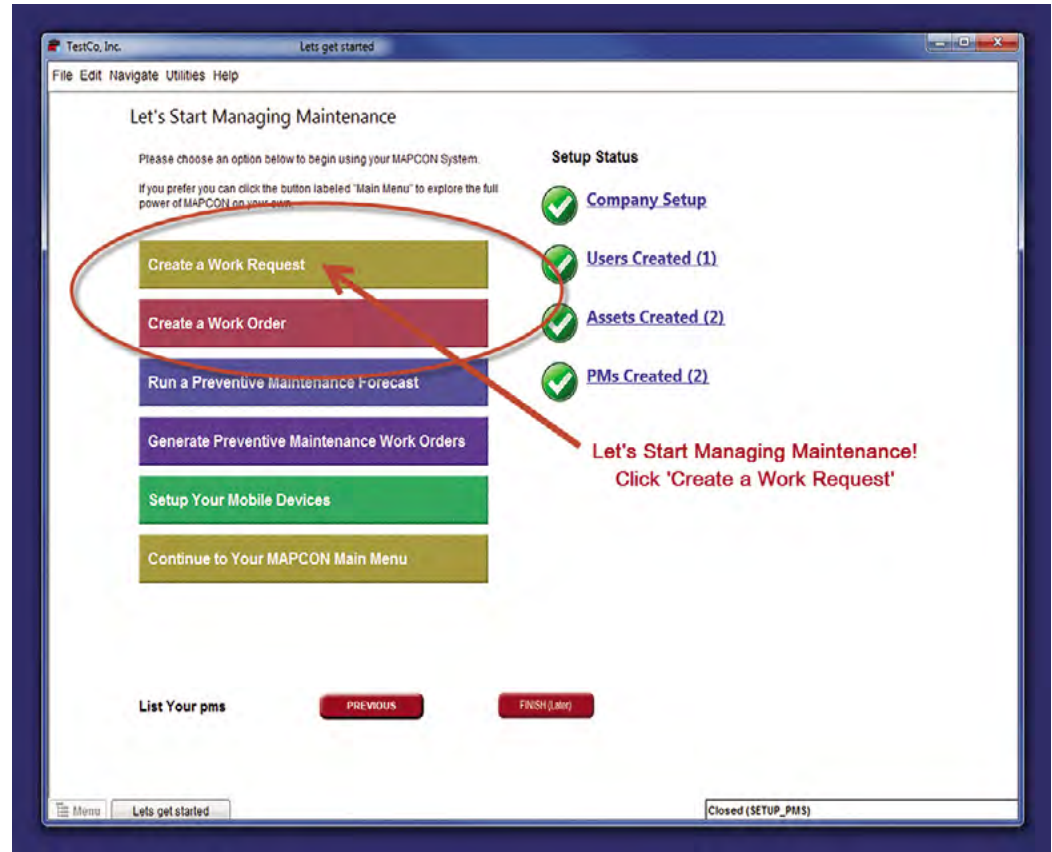 TestCo, Inc.
Lets get started
File Edit Navigate Utilities Help
Let's Start Managing Maintenance
Please choose an option below to begin using your MAPCON System.
If you prefer you can click the button labeled "Main Menu" to explore the full
power of MAPCON on your own.
Create a Work Request
Create a Work Order
Run a Preventive Maintenance Forecast
Generate Preventive Maintenance Work Orders
Setup Your Mobile Devices
Continue to Your MAPCON Main Menu
Setup Status
Company Setup
Users Created (1)
Assets Created (2)
PMs Created (2)
Let's Start Managing Maintenance!
Click 'Create a Work Request'
List Your pms
PREVIOUS
FINISH (Later)
Menu
Lets get started
Closed (SETUP_PMS)